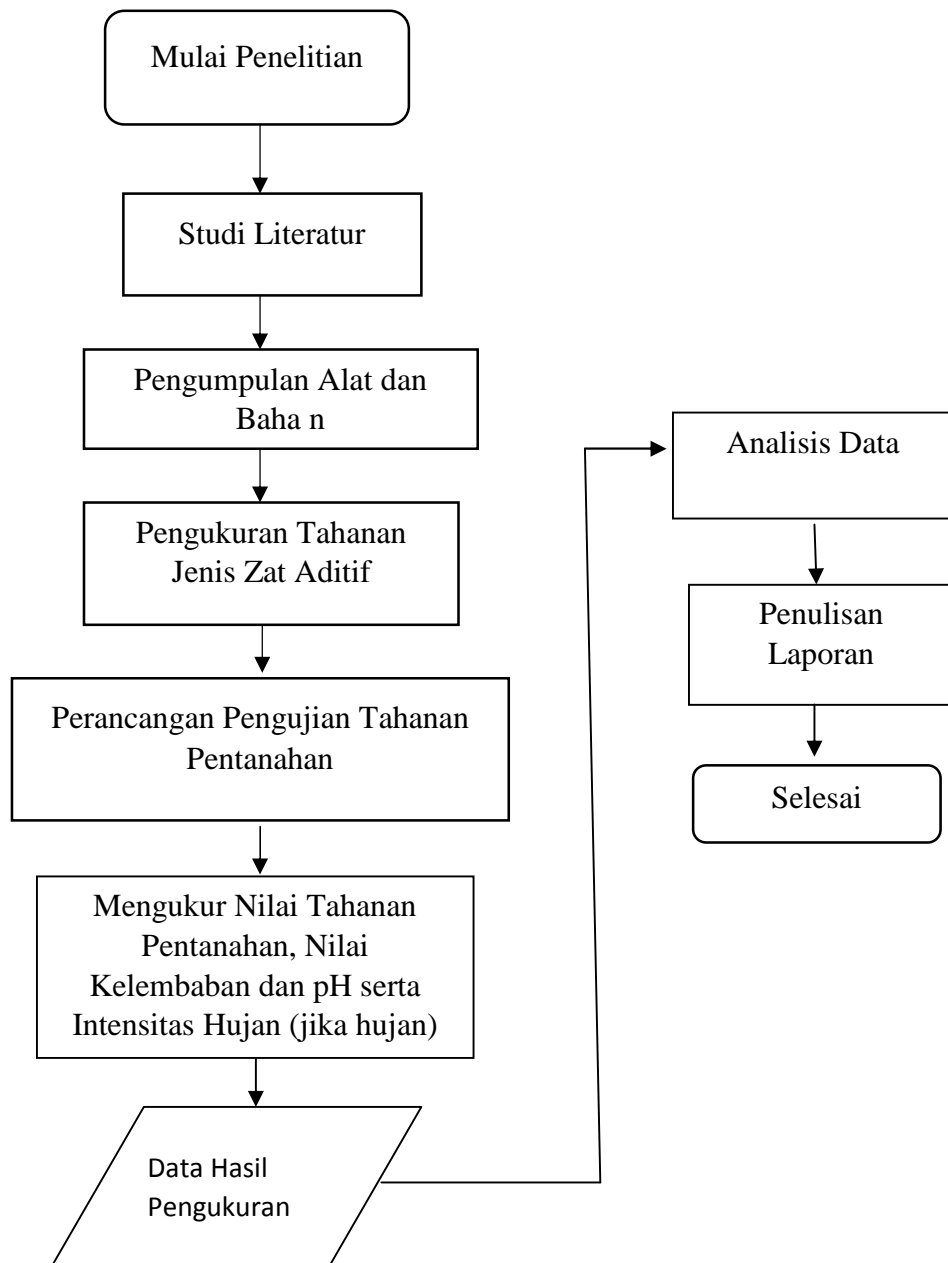 Mulai Penelitian
Studi Literatur
Pengumpulan Alat dan
Baha n
Pengukuran Tahanan
Jenis Zat Aditif
Perancangan Pengujian Tahanan
Pentanahan
Mengukur Nilai Tahanan
Pentanahan, Nilai
Kelembaban dan pH serta
Intensitas Hujan (jika hujan)
Data Hasil
Pengukuran
Analisis Data
Penulisan
Laporan
Selesai